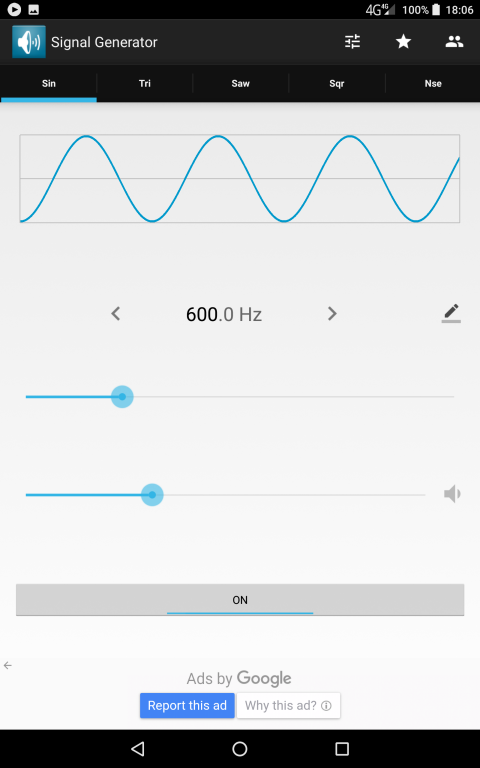 4G 4G 100% 18:06
Signal Generator
Sin Tri Saw Sqr Nse
600.0 Hz
ON
Ads by Google
Report this ad Why this ad?